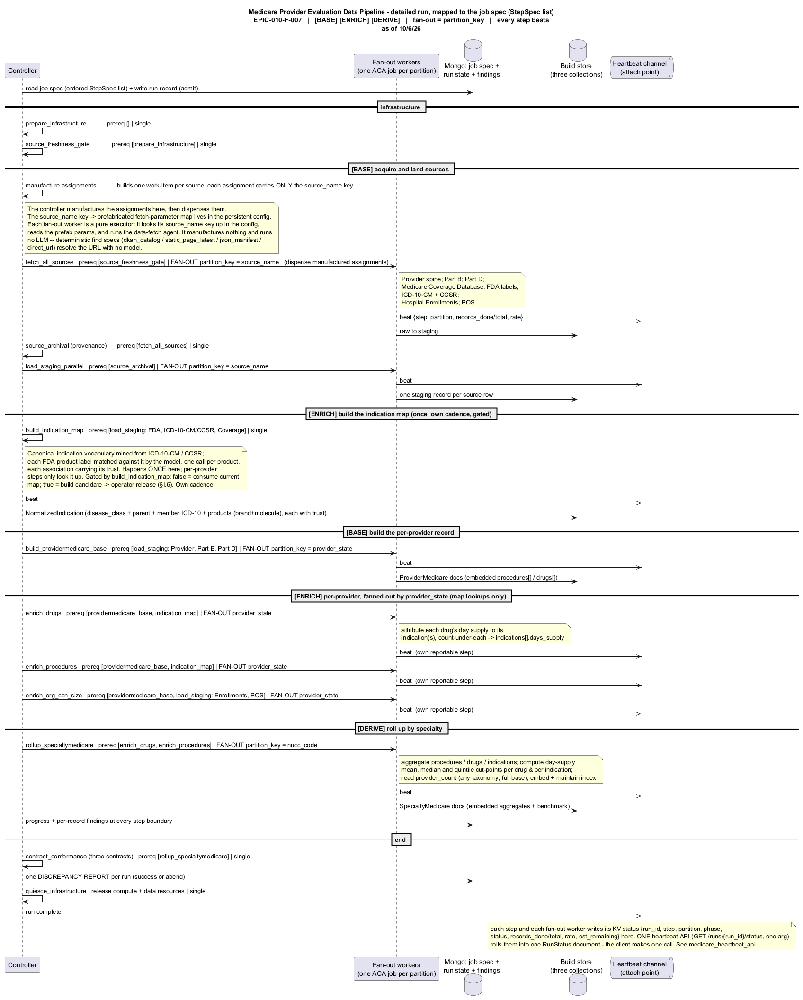 Medicare Provider Evaluation Data Pipeline - detailed run, mapped to the job spec (StepSpec list)
EPIC-010-F-007 | [BASE] [ENRICH] [DERIVE] | fan-out = partition_key | every step beats
as of 10/6/26
Controller
Fan-out workers
(one ACA job per partition)
Mongo: job spec +
run state + findings
Build store
(three collections)
Heartbeat channel
(attach point)
read job spec (ordered StepSpec list) + write run record (admit)
infrastructure
prepare_infrastructure prereq [] | single
source_freshness_gate prereq [prepare_infrastructure] | single
[BASE] acquire and land sources
manufacture assignments builds one work-item per source; each assignment carries ONLY the source_name key
The controller manufactures the assignments here, then dispenses them.
The source_name key -> prefabricated fetch-parameter map lives in the persistent config.
Each fan-out worker is a pure executor: it looks its source_name key up in the config,
reads the prefab params, and runs the data-fetch agent. It manufactures nothing and runs
no LLM -- deterministic find specs (dkan_catalog / static_page_latest / json_manifest /
direct_url) resolve the URL with no model.
fetch_all_sources prereq [source_freshness_gate] | FAN-OUT partition_key = source_name (dispense manufactured assignments)
Provider spine; Part B; Part D;
Medicare Coverage Database; FDA labels;
ICD-10-CM + CCSR;
Hospital Enrollments; POS
beat {step, partition, records_done/total, rate}
raw to staging
source_archival (provenance) prereq [fetch_all_sources] | single
load_staging_parallel prereq [source_archival] | FAN-OUT partition_key = source_name
beat
one staging record per source row
[ENRICH] build the indication map (once; own cadence, gated)
build_indication_map prereq [load_staging: FDA, ICD-10-CM/CCSR, Coverage] | single
Canonical indication vocabulary mined from ICD-10-CM / CCSR;
each FDA product label matched against it by the model, one call per product,
each association carrying its trust. Happens ONCE here; per-provider
steps only look it up. Gated by build_indication_map: false = consume current
map; true = build candidate -> operator release (§I.6). Own cadence.
beat
NormalizedIndication (disease_class + parent + member ICD-10 + products (brand+molecule), each with trust)
[BASE] build the per-provider record
build_providermedicare_base prereq [load_staging: Provider, Part B, Part D] | FAN-OUT partition_key = provider_state
beat
ProviderMedicare docs (embedded procedures[] / drugs[])
[ENRICH] per-provider, fanned out by provider_state (map lookups only)
enrich_drugs prereq [providermedicare_base, indication_map] | FAN-OUT provider_state
attribute each drug's day supply to its
indication(s), count-under-each -> indications[].days_supply
beat (own reportable step)
enrich_procedures prereq [providermedicare_base, indication_map] | FAN-OUT provider_state
beat (own reportable step)
enrich_org_ccn_size prereq [providermedicare_base, load_staging: Enrollments, POS] | FAN-OUT provider_state
beat (own reportable step)
[DERIVE] roll up by specialty
rollup_specialtymedicare prereq [enrich_drugs, enrich_procedures] | FAN-OUT partition_key = nucc_code
aggregate procedures / drugs / indications; compute day-supply
mean, median and quintile cut-points per drug & per indication;
read provider_count (any taxonomy, full base); embed + maintain index
beat
SpecialtyMedicare docs (embedded aggregates + benchmark)
progress + per-record findings at every step boundary
end
contract_conformance (three contracts) prereq [rollup_specialtymedicare] | single
one DISCREPANCY REPORT per run (success or abend)
quiesce_infrastructure release compute + data resources | single
run complete
each step and each fan-out worker writes its KV status {run_id, step, partition, phase,
status, records_done/total, rate, est_remaining} here. ONE heartbeat API (GET /runs/{run_id}/status, one arg)
rolls them into one RunStatus document - the client makes one call. See medicare_heartbeat_api.
Controller
Fan-out workers
(one ACA job per partition)
Mongo: job spec +
run state + findings
Build store
(three collections)
Heartbeat channel
(attach point)